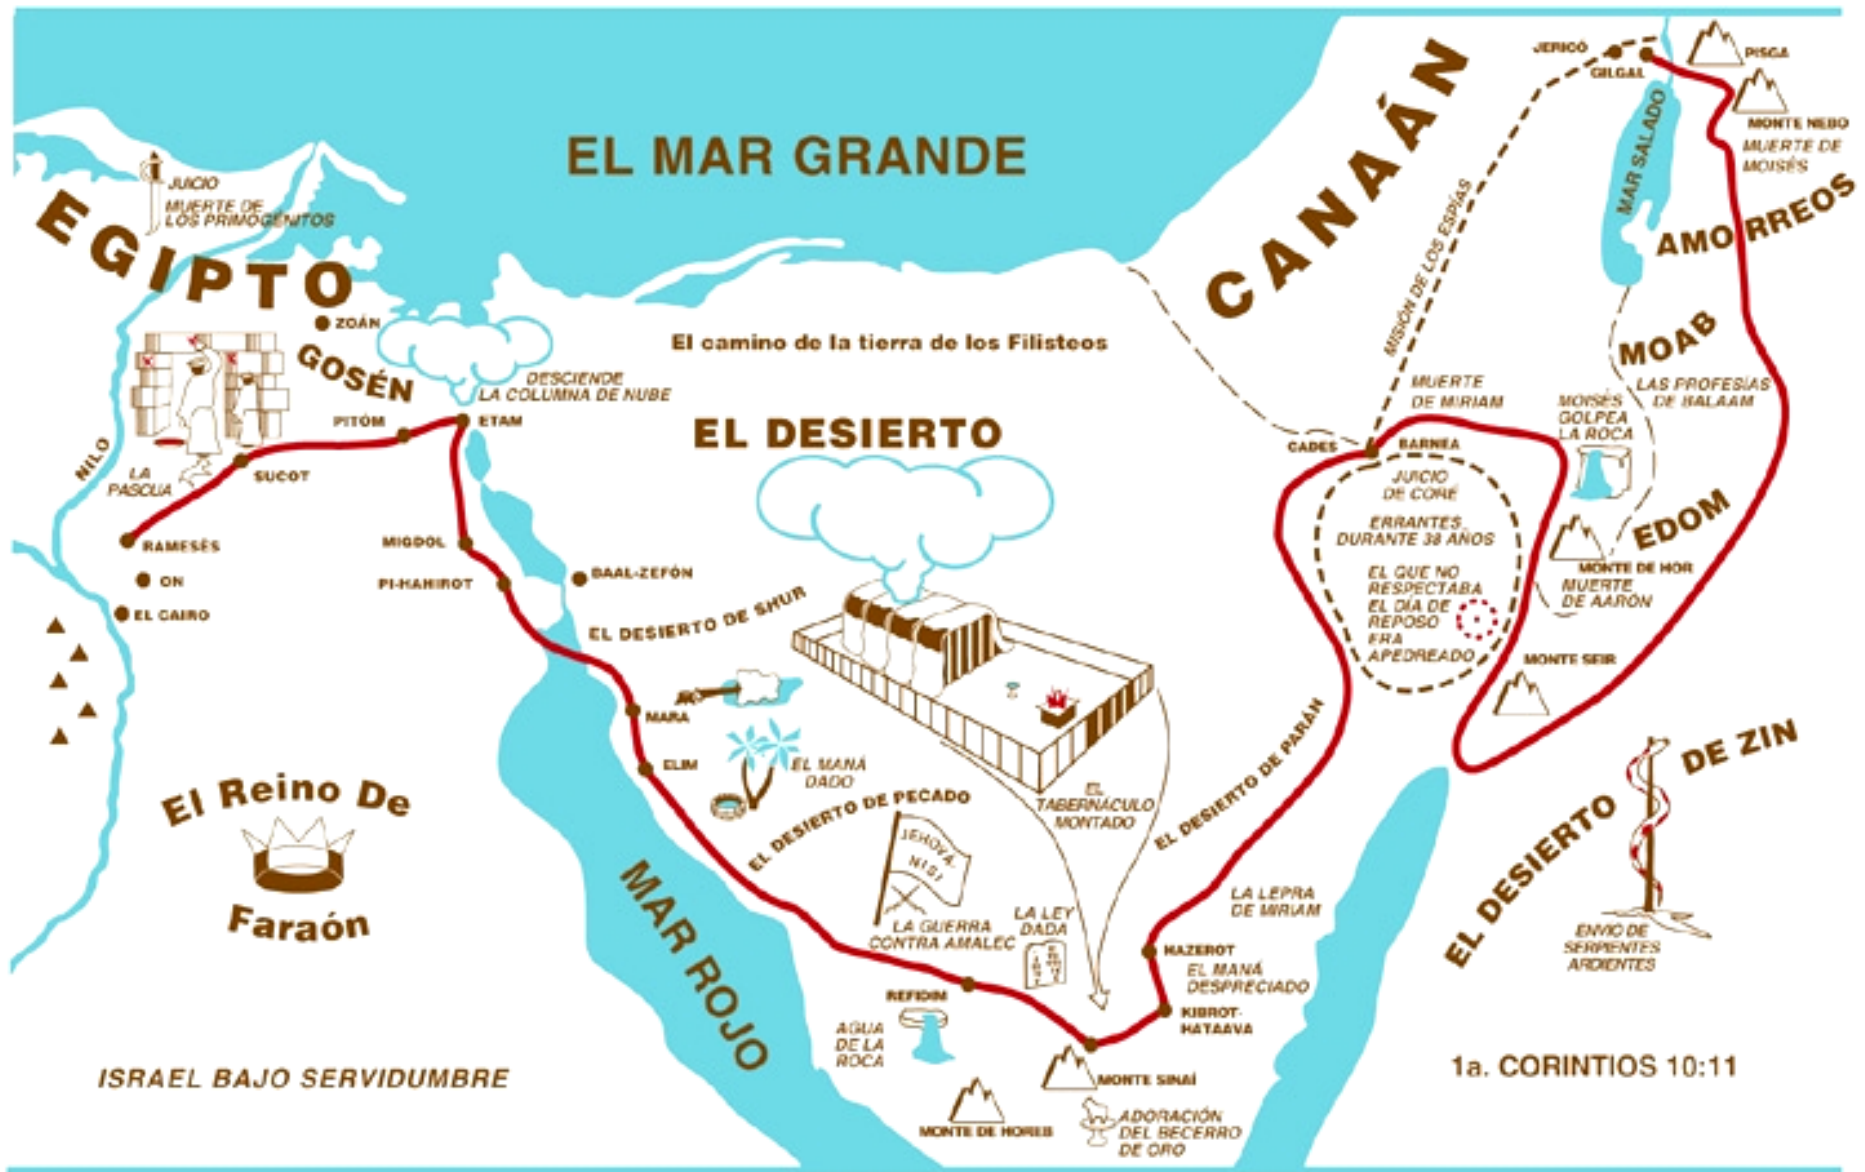 EL MAR GRANDE
CANAÁN
JERICÓ
GILGAL
PISGA
MONTE NEBO
MUERTE DE
MOISÉS
MAR SALADO
AMORREOS
MISIÓN DE LOS ESPÍAS
JUICIO
MUERTE DE
LOS PRIMOGÉNITOS
EGIPTO
ZOÁN
GOSÉN
DESCIENDE
LA COLUMNA DE NUBE
El camino de la tierra de los Filisteos
EL DESIERTO
PITÓM
ETAM
NILO
LA
PASCUA
SUCOT
RAMESÉS
ON
EL CAIRO
MIGDOL
PI-HAHIROT
BAAL-ZEFÓN
EL DESIERTO DE SHUR
MOAB
LAS PROFESÍAS
DE BALAAM
MUERTE
DE MIRIAM
MOISÉS
GOLPEA
LA ROCA
CADES
BARNEA
JUICIO
DE CORÉ
ERRANTES
DURANTE 38 AÑOS
EL QUE NO
RESPECTABA
EL DÍA DE
REPOSO
ERA
APEDREADO
EDOM
MONTE DE HOR
MUERTE
DE AARÓN
MONTE SEIR
MARA
ELIM
EL MANÁ
DADO
EL DESIERTO DE PECADO
EL
TABERNÁCULO
MONTADO
EL DESIERTO DE PARÁN
EL DESIERTO DE ZIN
El Reino De
Faraón
MAR ROJO
JEHOVÁ-
NISI
LA GUERRA
CONTRA AMALEC
LA LEY
DADA
LA LEPRA
DE MIRIAM
HAZEROT
EL MANÁ
DESPRECIADO
KIBROT-
HATAAVA
ENVIO DE
SERPIENTES
ARDIENTES
REFIDIM
AGUA
DE LA
ROCA
MONTE SINAÍ
MONTE DE HOREB
ADORACIÓN
DEL BECERRO
DE ORO
ISRAEL BAJO SERVIDUMBRE
1a. CORINTIOS 10:11